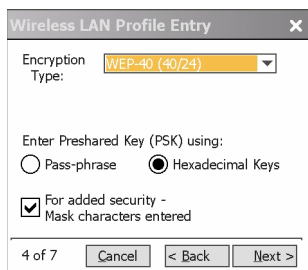 Wireless LAN Profile Entry
Encryption Type: WEP-40 (40/24)
Enter Preshared Key (PSK) using:
Pass-phrase Hexadecimal Keys
For added security -
Mask characters entered
4 of 7 Cancel < Back Next >